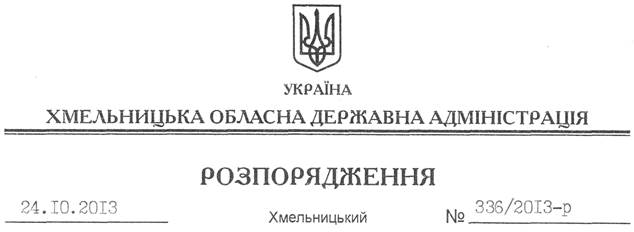 УКРАЇНА
ХМЕЛЬНИЦЬКА ОБЛАСНА ДЕРЖАВНА АДМІНІСТРАЦІЯ
РОЗПОРЯДЖЕННЯ
24.10.2013 Хмельницький № 336/2013-р